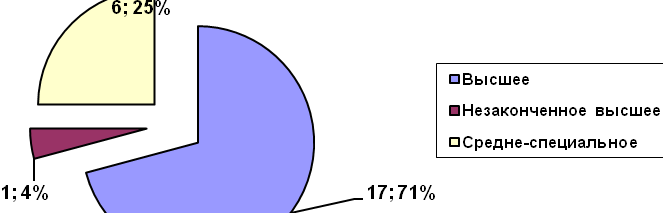 6; 25%
Высшее
Незаконченное высшее
Средне-специальное
1; 4%
17; 71%